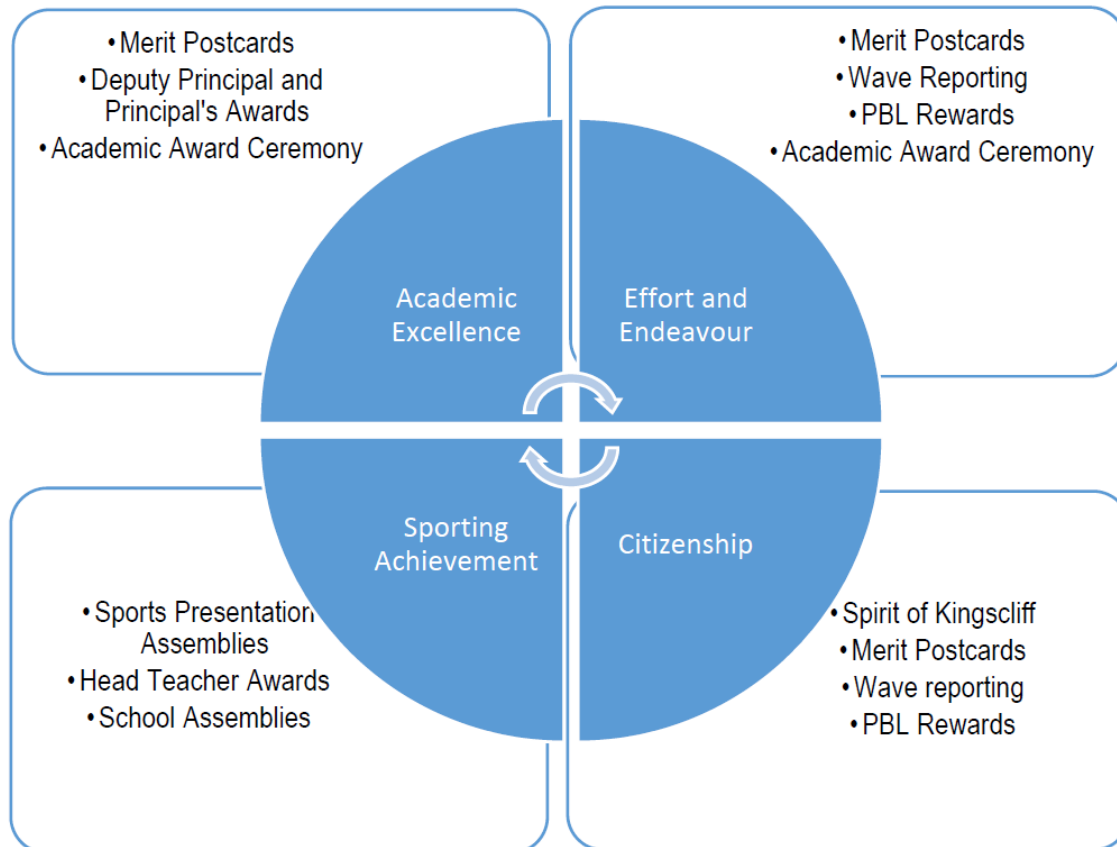 •Merit Postcards
•Deputy Principal and
Principal's Awards
•Academic Award Ceremony
•Merit Postcards
•Wave Reporting
•PBL Rewards
•Academic Award Ceremony
Academic
Excellence
Effort and
Endeavour
Sporting
Achievement
Citizenship
•Sports Presentation
Assemblies
•Head Teacher Awards
•School Assemblies
•Spirit of Kingscliff
•Merit Postcards
•Wave reporting
•PBL Rewards